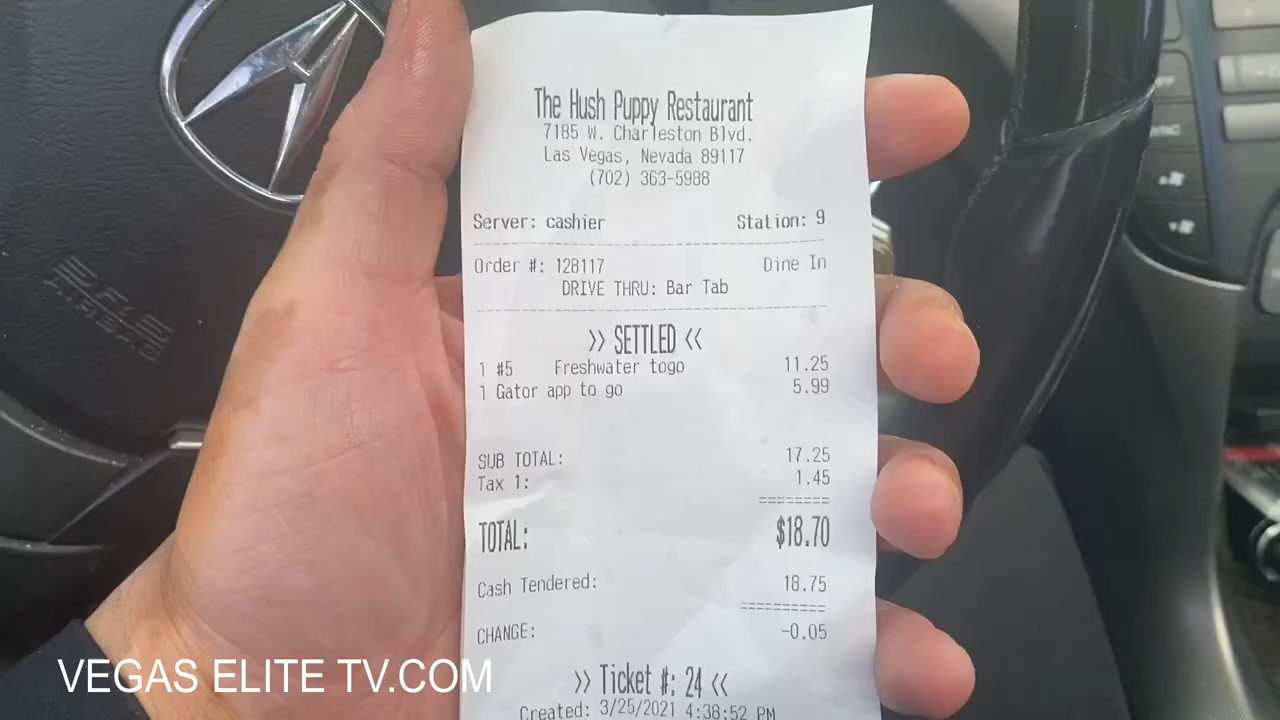 The Hush Puppy Restaurant
7185 W. Charleston Blvd.
Las Vegas, Nevada 89117
(702) 363-5988
Server: cashier Station: 9
Order #: 128117 Dine In
DRIVE THRU: Bar Tab
>> SETTLED <<
1 #5 Freshwater togo 11.25
1 Gator app to go 5.99
SUB TOTAL: 17.25
Tax 1: 1.45
========
TOTAL: $18.70
Cash Tendered: 18.75
==========
CHANGE: -0.05
>> Ticket #: 24 <<
Created: 3/25/2021 4:38:52 PM
VEGAS ELITE TV.COM
SRS
AIRBAG